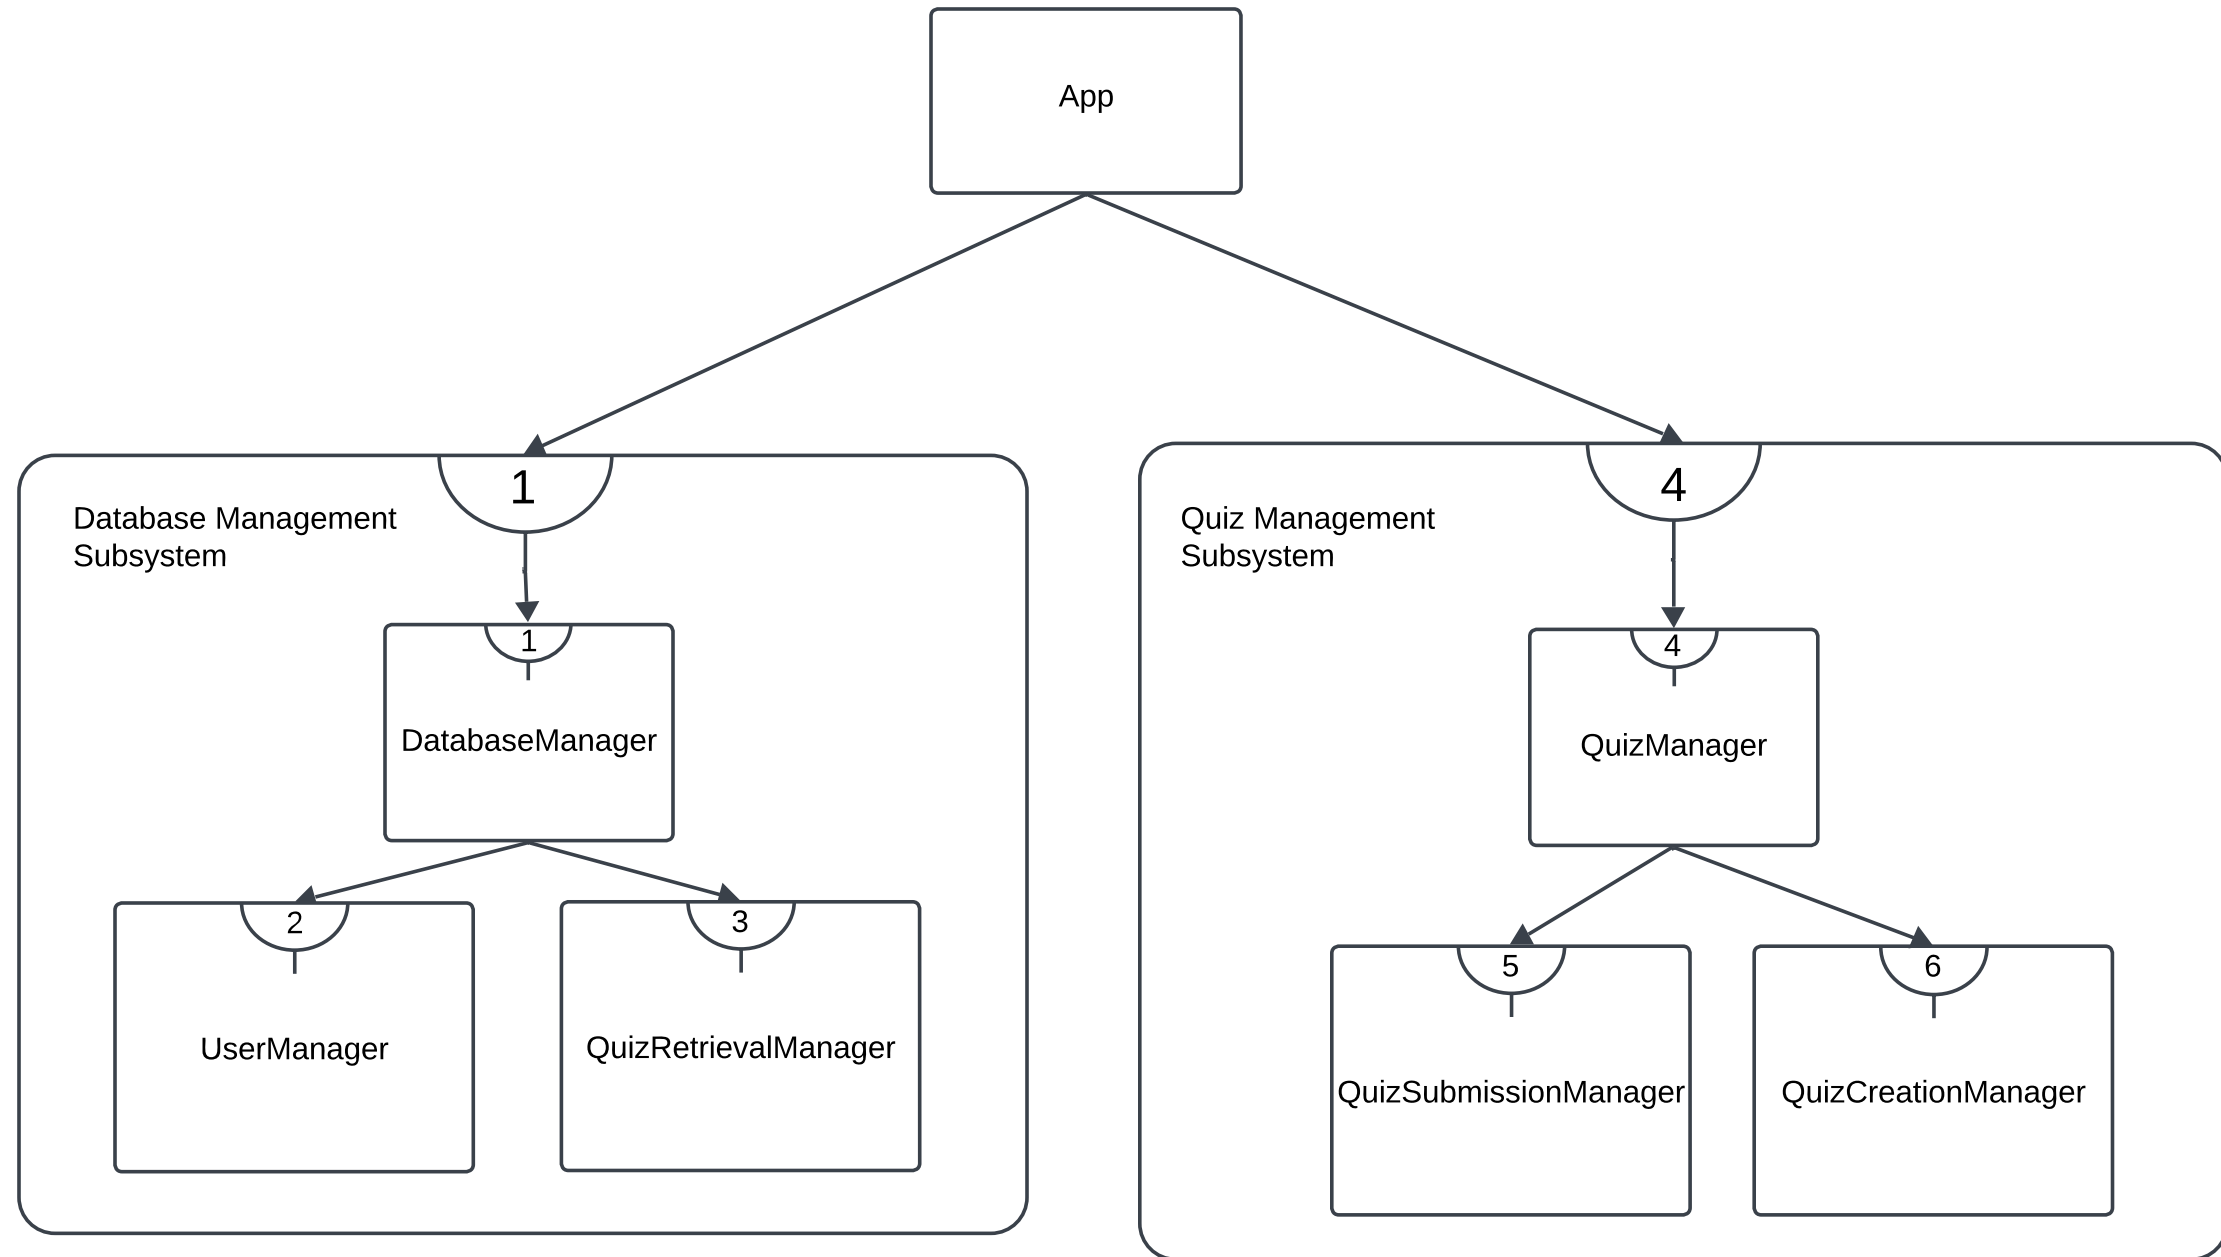 App
1
Database Management
Subsystem
1
DatabaseManager
2
UserManager
3
QuizRetrievalManager
4
Quiz Management
Subsystem
4
QuizManager
5
QuizSubmissionManager
6
QuizCreationManager